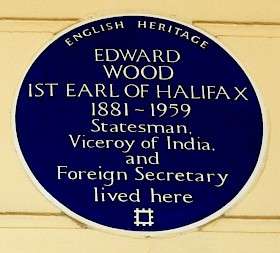 ENGLISH HERITAGE
EDWARD
WOOD
1ST EARL OF HALIFAX
1881~1959
Statesman,
Viceroy of India,
and
Foreign Secretary
lived here